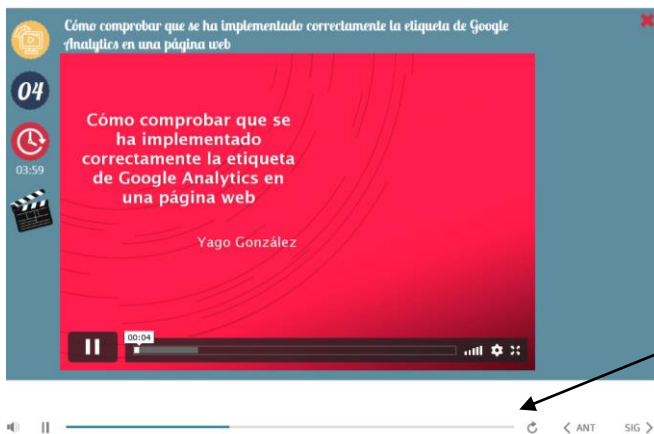 Cómo comprobar que se ha implementado correctamente la etiqueta de Google
Analytics en una página web
04
03:59
Cómo comprobar que se
ha implementado
correctamente la etiqueta
de Google Analytics en
una página web
Yago González
00:04
ANT
SIG